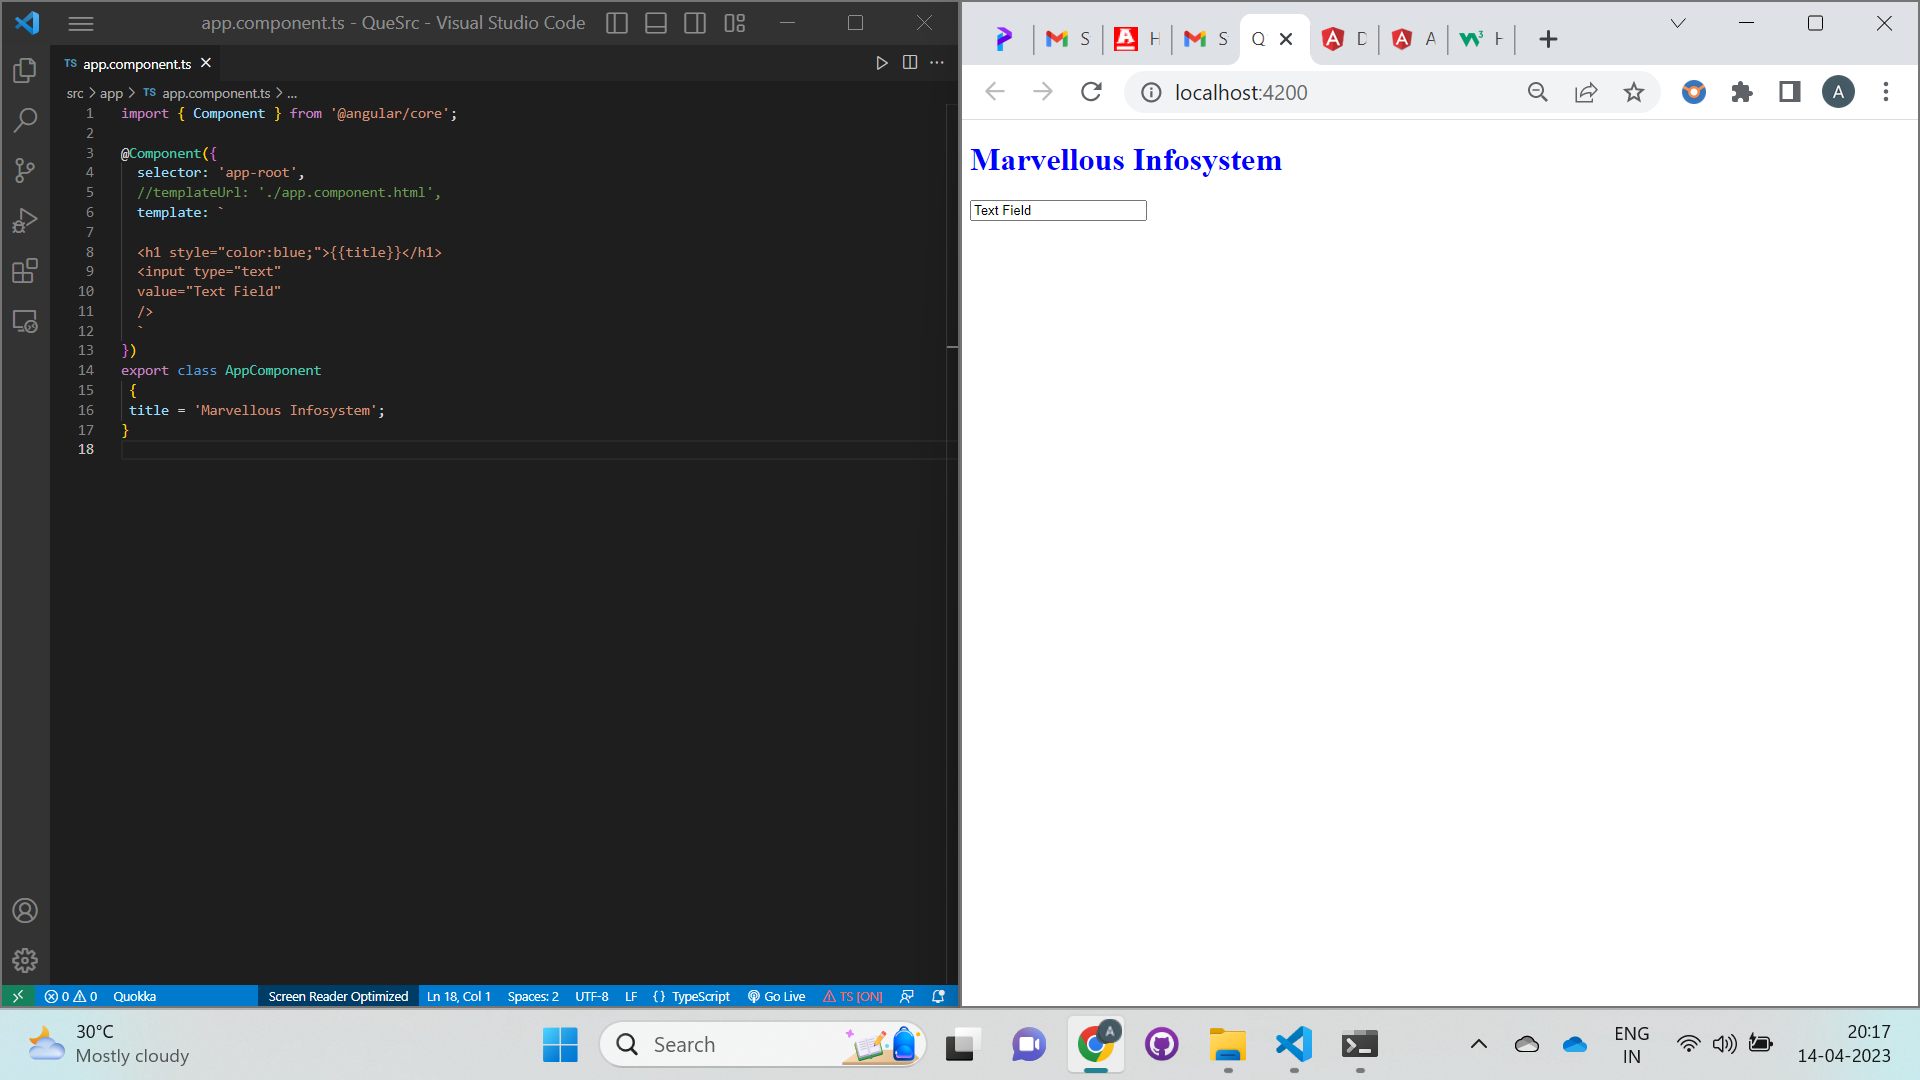 app.component.ts - QueSrc - Visual Studio Code
TS app.component.ts
src > app > TS app.component.ts > ...
1 import { Component } from '@angular/core';
2
3 @Component({
4 selector: 'app-root',
5 //templateUrl: './app.component.html',
6 template: `
7
8 <h1 style="color:blue;">{{title}}</h1>
9 <input type="text"
10 value="Text Field"
11 />
12 `
13 })
14 export class AppComponent
15 {
16 title = 'Marvellous Infosystem';
17 }
18
0 0 Quokka Screen Reader Optimized Ln 18, Col 1 Spaces: 2 UTF-8 LF {} TypeScript Go Live TS [ON]
S H S Q D A H
localhost:4200 A
Marvellous Infosystem
Text Field
30°C
Mostly cloudy
Search
A
ENG
IN
20:17
14-04-2023